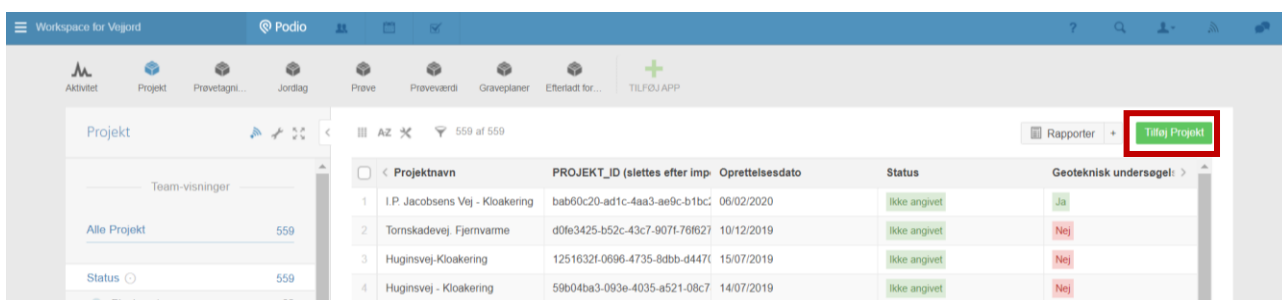 Workspace for Vejjord Podio ?
Aktivitet Projekt Prøvetagni... Jordlag Prøve Prøveværdi Graveplaner Efterladt for... TILFØJ APP
Projekt AZ 559 af 559 Rapporter + Tilføj Projekt
Projektnavn PROJEKT_ID (slettes efter imp Oprettelsesdato Status Geoteknisk undersøgel
Team-visninger
1 I.P. Jacobsens Vej - Kloakering bab60c20-ad1c-4aa3-ae9c-b1bc 06/02/2020 Ikke angivet Ja
Alle Projekt 559 2 Tornskadevej. Fjernvarme d0fe3425-b52c-43c7-907f-76f627 10/12/2019 Ikke angivet Nej
3 Huginsvej-Kloakering 1251632f-0696-4735-8dbb-d447 15/07/2019 Ikke angivet Nej
Status 559 4 Huginsvej - Kloakering 59b04ba3-093e-4035-a521-08c7 14/07/2019 Ikke angivet Nej